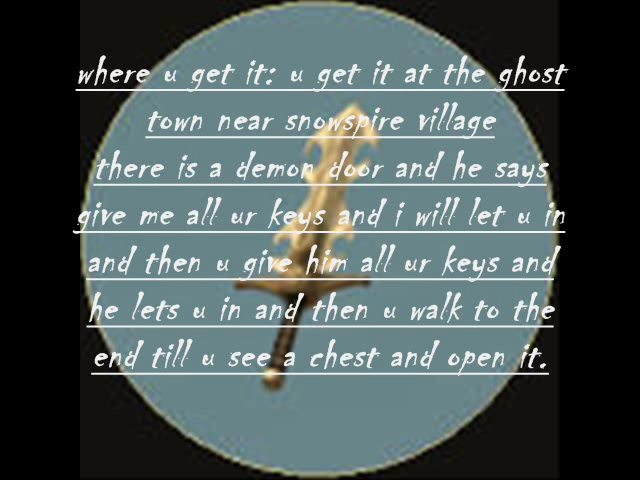 where u get it: u get it at the ghost
town near snowspire village
there is a demon door and he says
give me all ur keys and i will let u in
and then u give him all ur keys and
he lets u in and then u walk to the
end till u see a chest and open it.